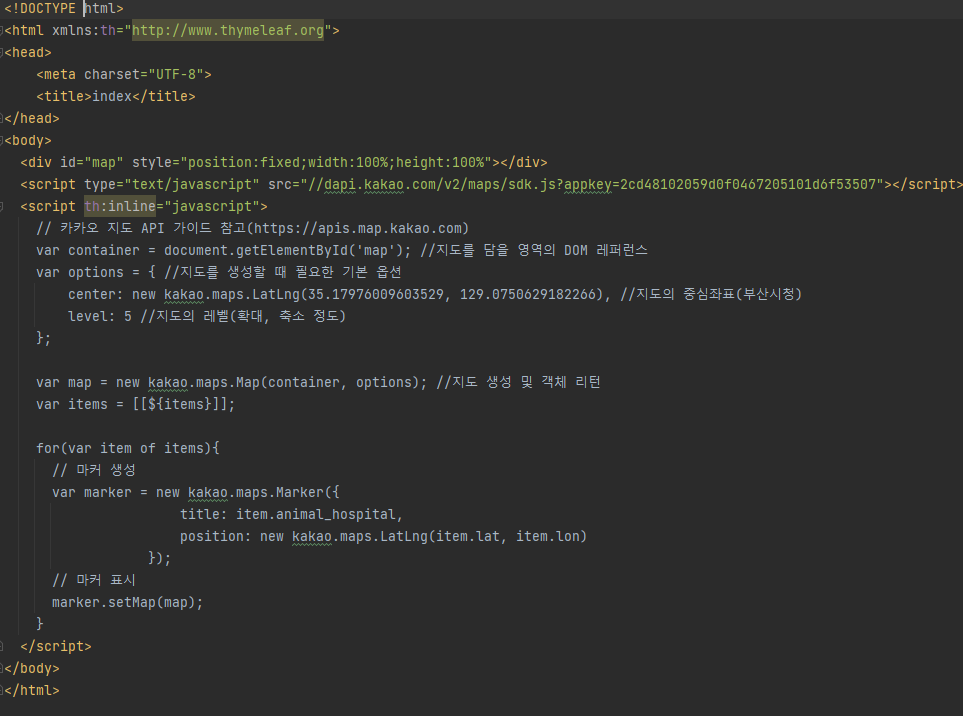 <!DOCTYPE html>
<html xmlns:th="http://www.thymeleaf.org">
<head>
    <meta charset="UTF-8">
    <title>index</title>
</head>
<body>
  <div id="map" style="position:fixed;width:100%;height:100%"></div>
  <script type="text/javascript" src="//dapi.kakao.com/v2/maps/sdk.js?appkey=2cd48102059d0f0467205101d6f53507"></script>
  <script th:inline="javascript">
    // 카카오 지도 API 가이드 참고(https://apis.map.kakao.com)
    var container = document.getElementById('map'); //지도를 담을 영역의 DOM 레퍼런스
    var options = { //지도를 생성할 때 필요한 기본 옵션
        center: new kakao.maps.LatLng(35.17976009603529, 129.0750629182266), //지도의 중심좌표(부산시청)
        level: 5 //지도의 레벨(확대, 축소 정도)
    };

    var map = new kakao.maps.Map(container, options); //지도 생성 및 객체 리턴
    var items = [[${items}]];

    for(var item of items){
      // 마커 생성
      var marker = new kakao.maps.Marker({
                      title: item.animal_hospital,
                      position: new kakao.maps.LatLng(item.lat, item.lon)
                  });
      // 마커 표시
      marker.setMap(map);
    }
  </script>
</body>
</html>